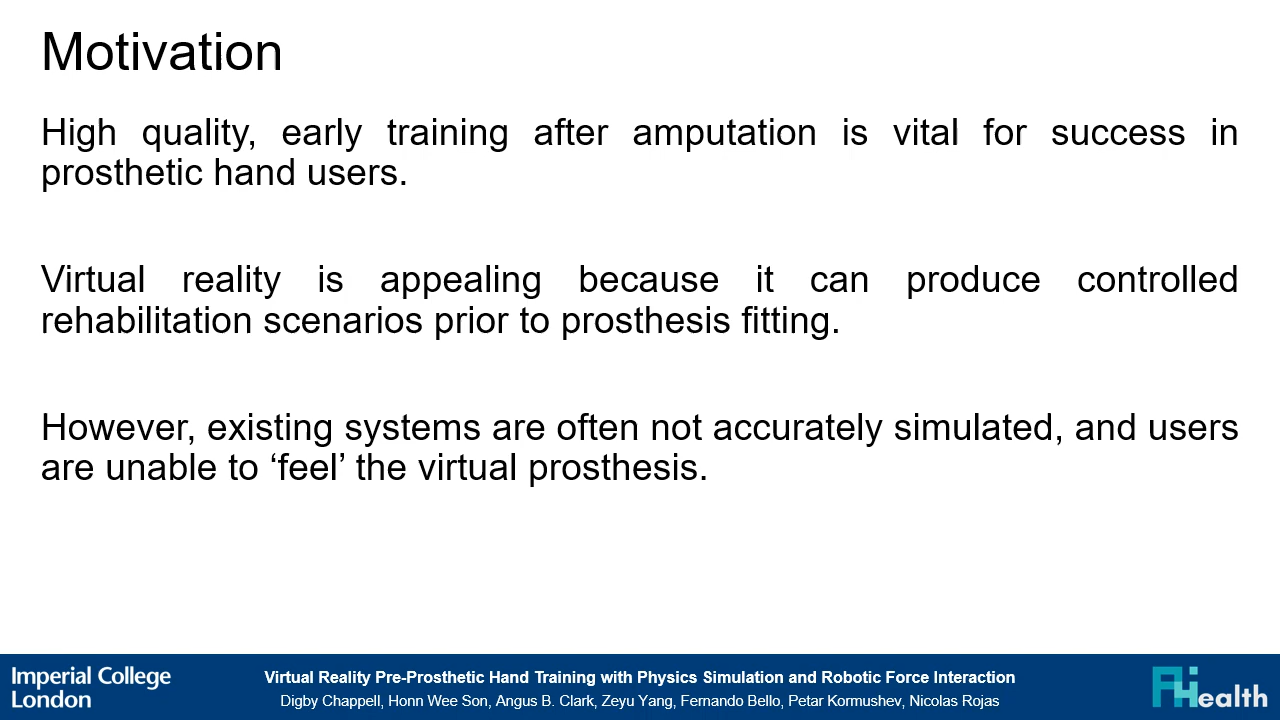 Motivation
High quality, early training after amputation is vital for success in
prosthetic hand users.
Virtual reality is appealing because it can produce controlled
rehabilitation scenarios prior to prosthesis fitting.
However, existing systems are often not accurately simulated, and users
are unable to ‘feel’ the virtual prosthesis.
Imperial College
London
Virtual Reality Pre-Prosthetic Hand Training with Physics Simulation and Robotic Force Interaction
Digby Chappell, Honn Wee Son, Angus B. Clark, Zeyu Yang, Fernando Bello, Petar Kormushev, Nicolas Rojas
FiHealth